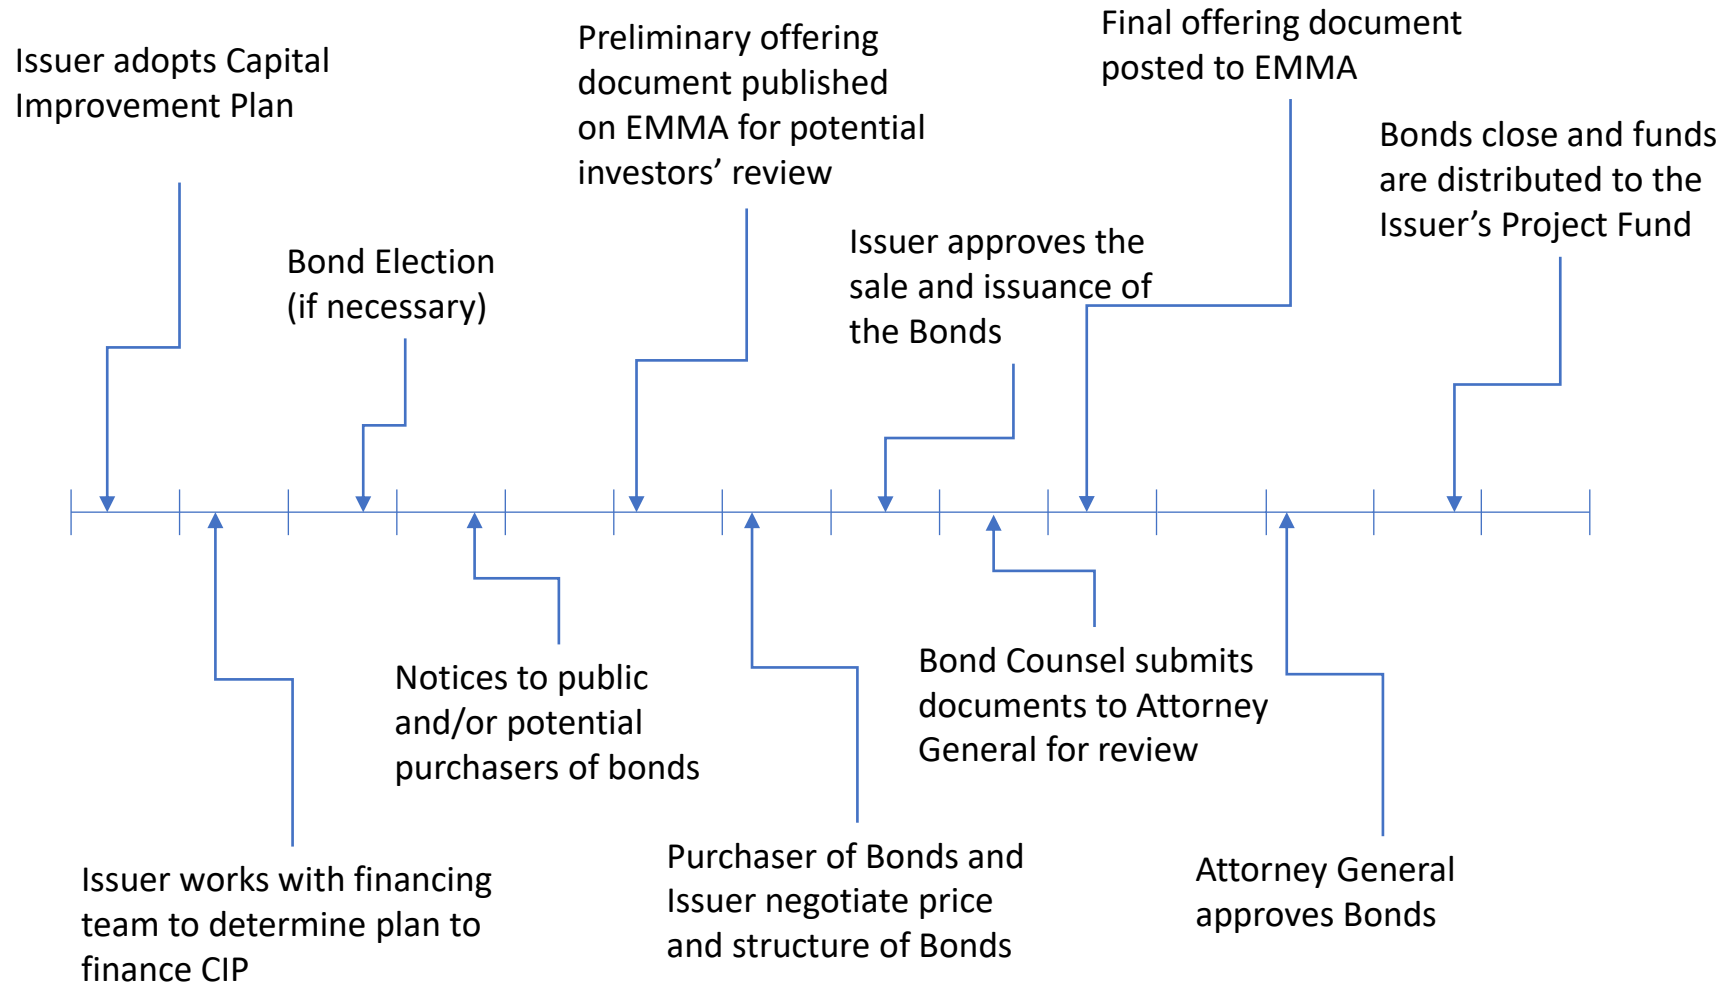 Issuer adopts Capital
Improvement Plan
Bond Election
(if necessary)
Preliminary offering
document published
on EMMA for potential
investors’ review
Issuer approves the
sale and issuance of
the Bonds
Final offering document
posted to EMMA
Bonds close and funds
are distributed to the
Issuer’s Project Fund
Issuer works with financing
team to determine plan to
finance CIP
Notices to public
and/or potential
purchasers of bonds
Purchaser of Bonds and
Issuer negotiate price
and structure of Bonds
Bond Counsel submits
documents to Attorney
General for review
Attorney General
approves Bonds